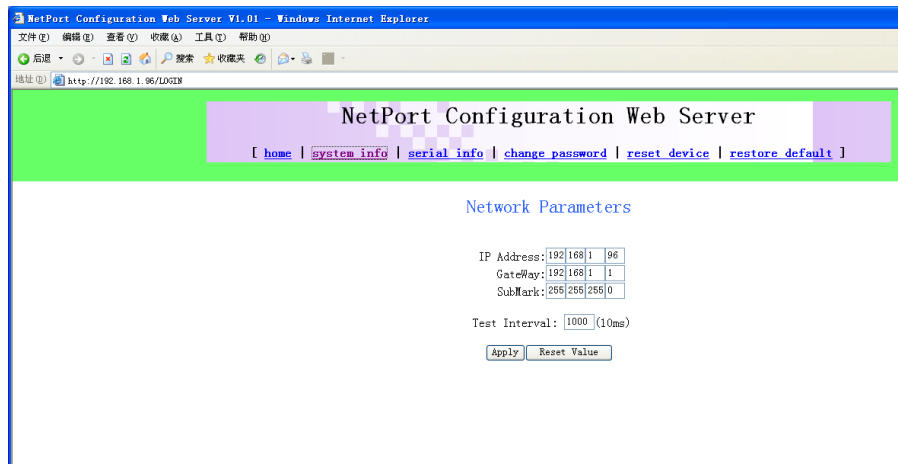 NetPort Configuration Web Server V1.01 - Windows Internet Explorer
文件(F) 编辑(E) 查看(V) 收藏(A) 工具(T) 帮助(H)
后退 搜索 收藏夹
地址(D) http://192.168.1.96/LOGIN
NetPort Configuration Web Server
[ home | system info | serial info | change password | reset device | restore default ]
Network Parameters
IP Address: 192 168 1 96
GateWay: 192 168 1 1
SubMark: 255 255 255 0
Test Interval: 1000 (10ms)
Apply Reset Value